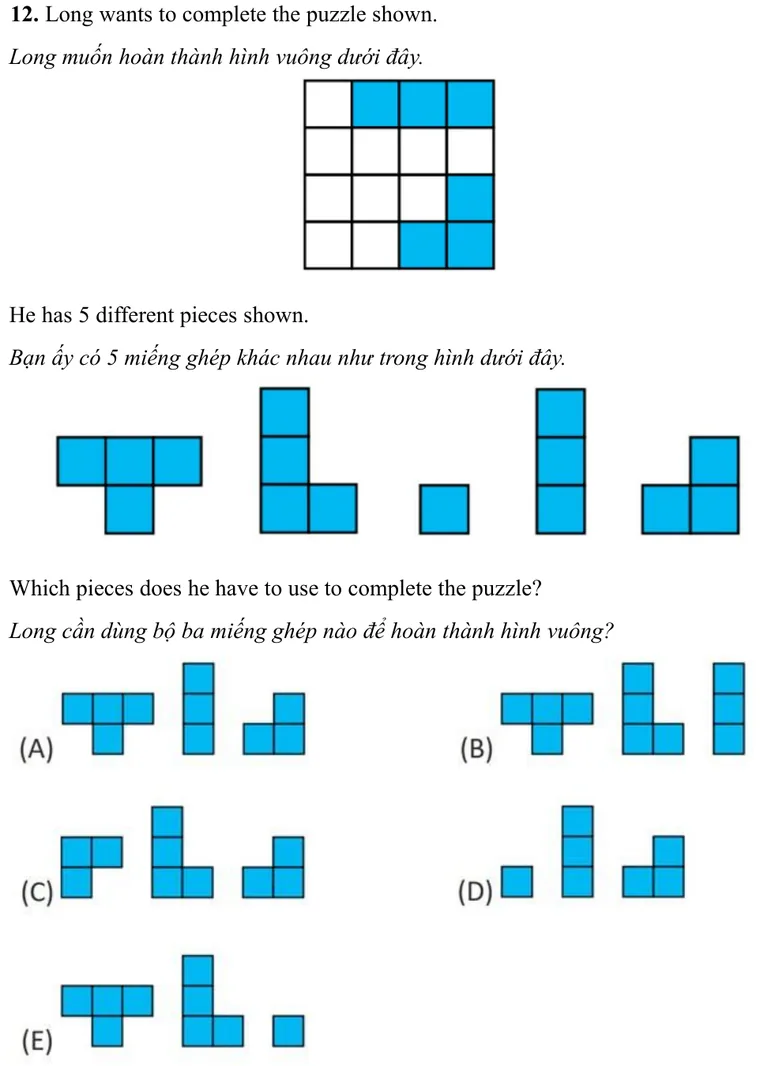 12. Long wants to complete the puzzle shown.
Long muốn hoàn thành hình vuông dưới đây.
He has 5 different pieces shown.
Bạn ấy có 5 miếng ghép khác nhau như trong hình dưới đây.
Which pieces does he have to use to complete the puzzle?
Long cần dùng bộ ba miếng ghép nào để hoàn thành hình vuông?
(A)
(B)
(C)
(D)
(E)